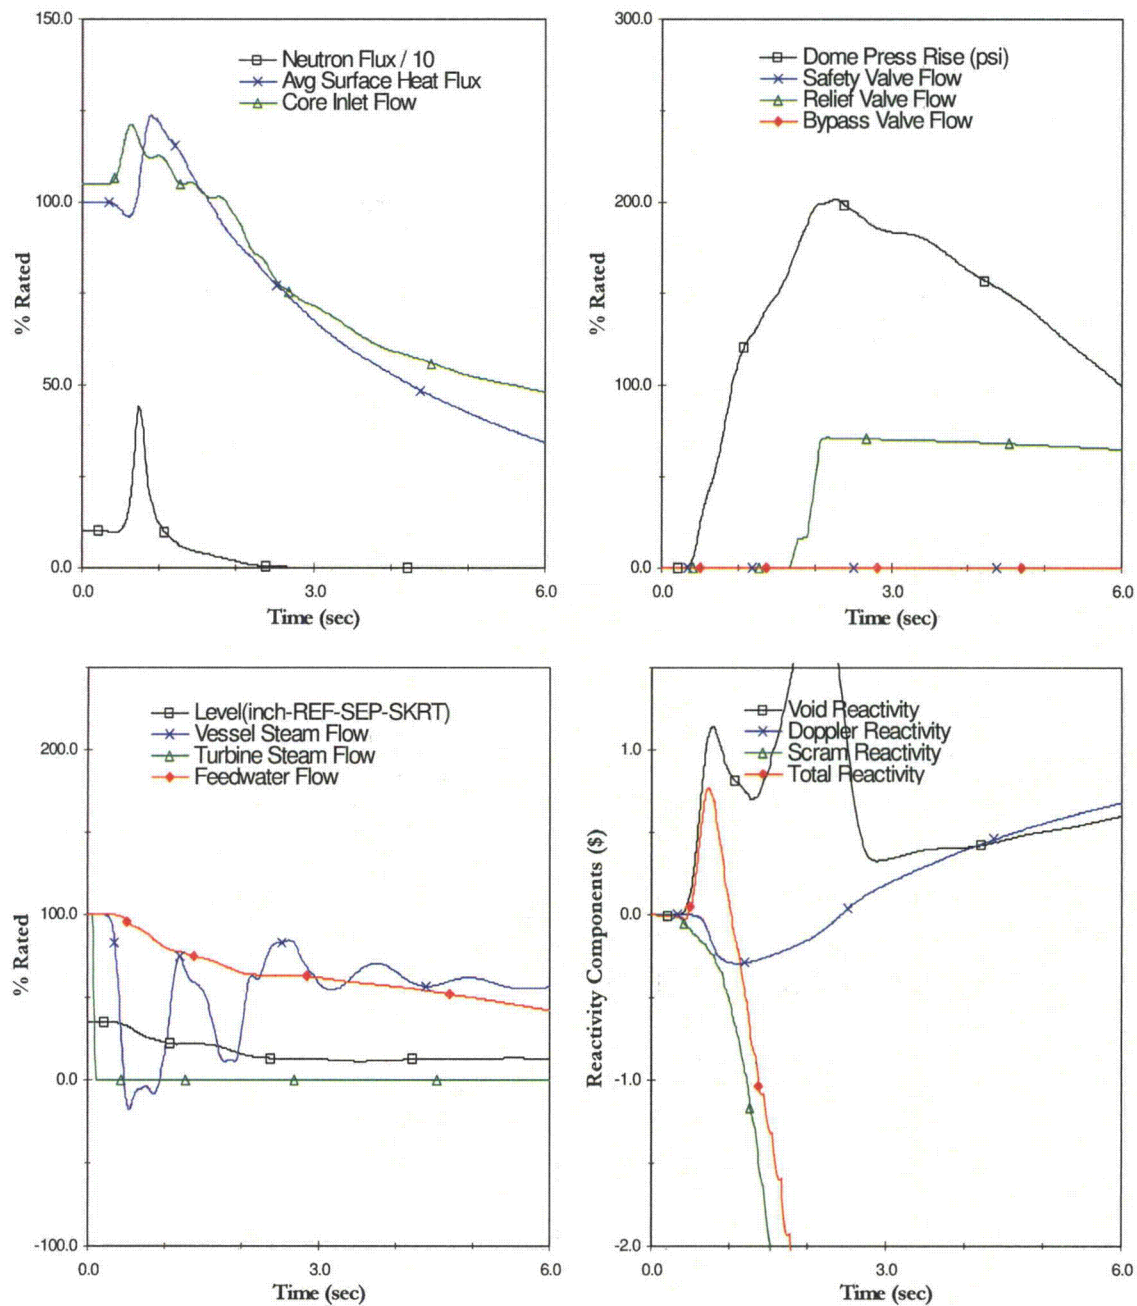 150.0
Neutron Flux / 10
Avg Surface Heat Flux
Core Inlet Flow
100.0
% Rated
50.0
0.0
0.0
3.0
6.0
Time (sec)
300.0
Dome Press Rise (psi)
Safety Valve Flow
Relief Valve Flow
Bypass Valve Flow
200.0
% Rated
100.0
0.0
0.0
3.0
6.0
Time (sec)
Level(inch-REF-SEP-SKRT)
Vessel Steam Flow
Turbine Steam Flow
Feedwater Flow
200.0
100.0
% Rated
0.0
-100.0
0.0
3.0
6.0
Time (sec)
Void Reactivity
Doppler Reactivity
Scram Reactivity
Total Reactivity
1.0
Reactivity Components ($)
0.0
-1.0
-2.0
0.0
3.0
6.0
Time (sec)